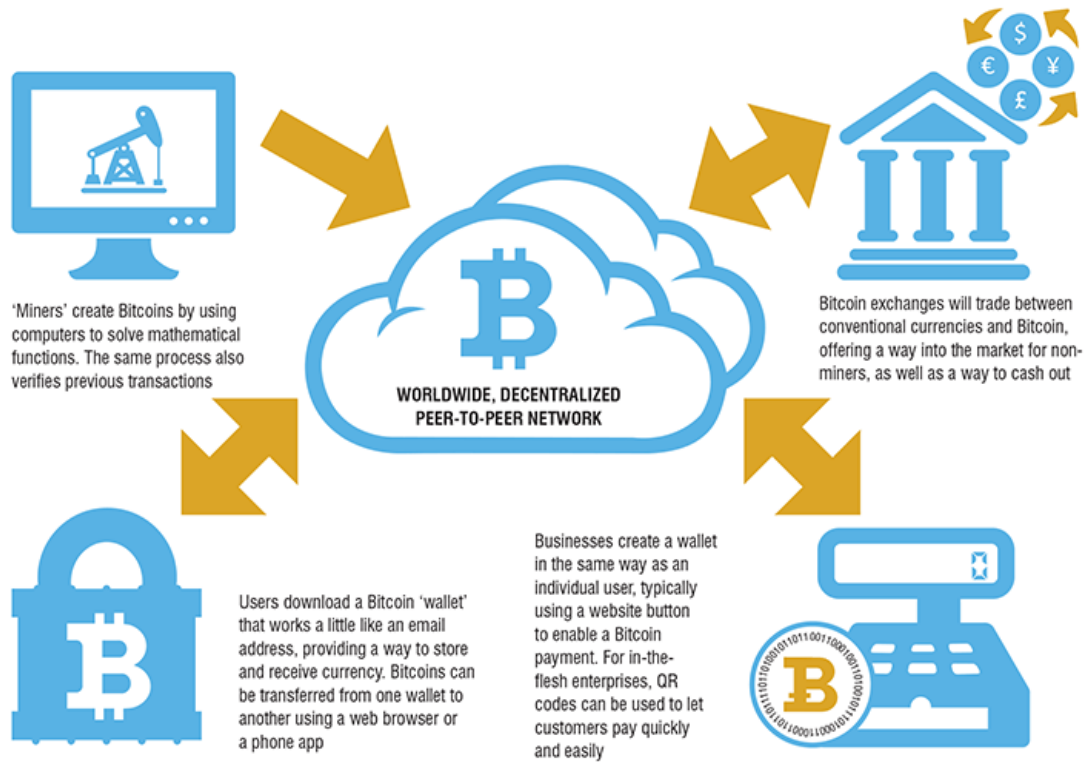 $
€
¥
£
'Miners' create Bitcoins by using
computers to solve mathematical
functions. The same process also
verifies previous transactions
Bitcoin exchanges will trade between
conventional currencies and Bitcoin,
offering a way into the market for non-
miners, as well as a way to cash out
WORLDWIDE, DECENTRALIZED
PEER-TO-PEER NETWORK
Users download a Bitcoin 'wallet'
that works a little like an email
address, providing a way to store
and receive currency. Bitcoins can
be transferred from one wallet to
another using a web browser or
a phone app
Businesses create a wallet
in the same way as an
individual user, typically
using a website button
to enable a Bitcoin
payment. For in-the-
flesh enterprises, QR
codes can be used to let
customers pay quickly
and easily
0